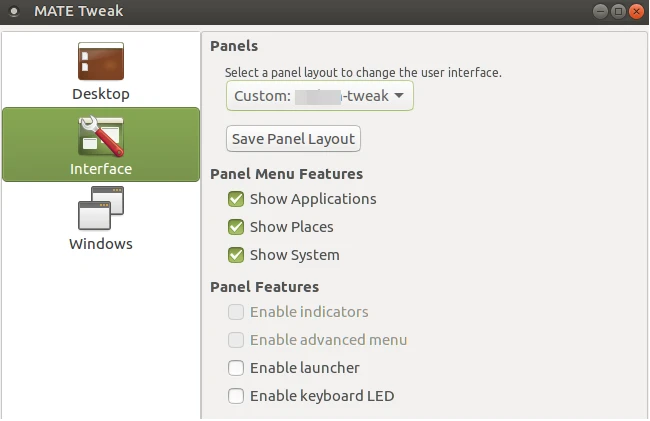 MATE Tweak
Desktop
Interface
Windows
Panels
Select a panel layout to change the user interface.
Custom: -tweak
Save Panel Layout
Panel Menu Features
Show Applications
Show Places
Show System
Panel Features
Enable indicators
Enable advanced menu
Enable launcher
Enable keyboard LED